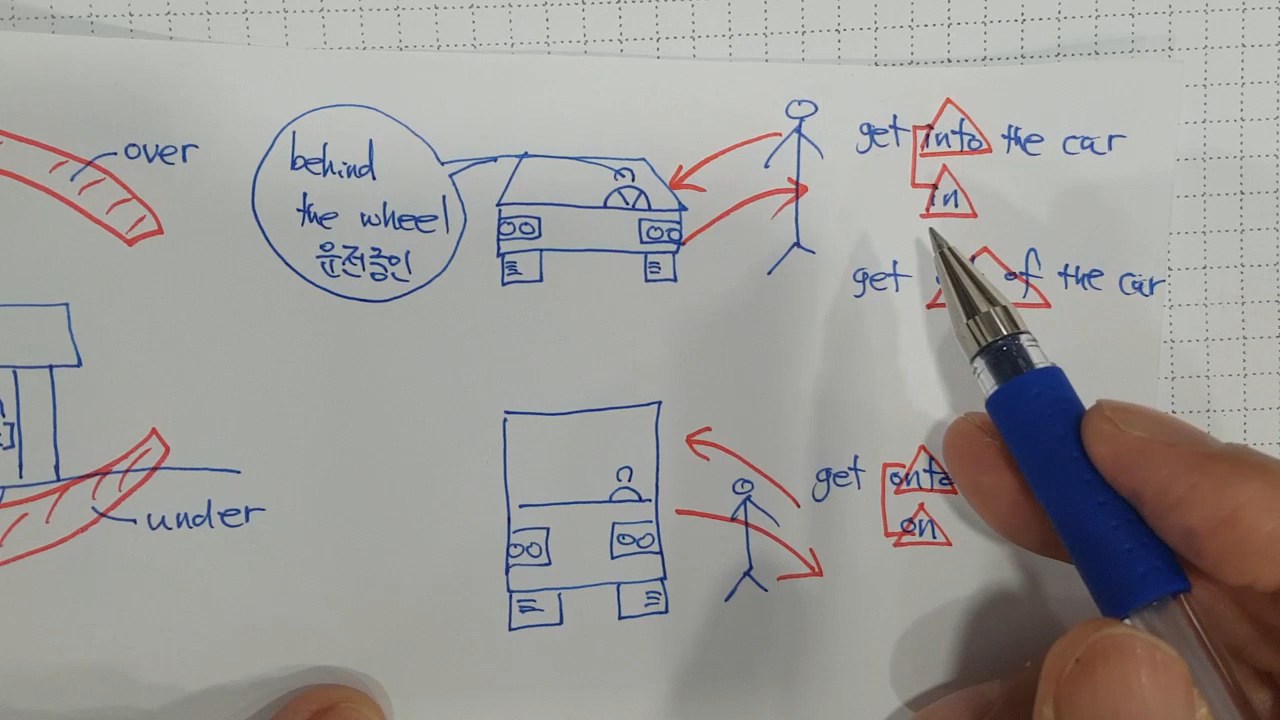 over
behind
the wheel
운전중인
get into the car
in
get of the car
under
get onto
on